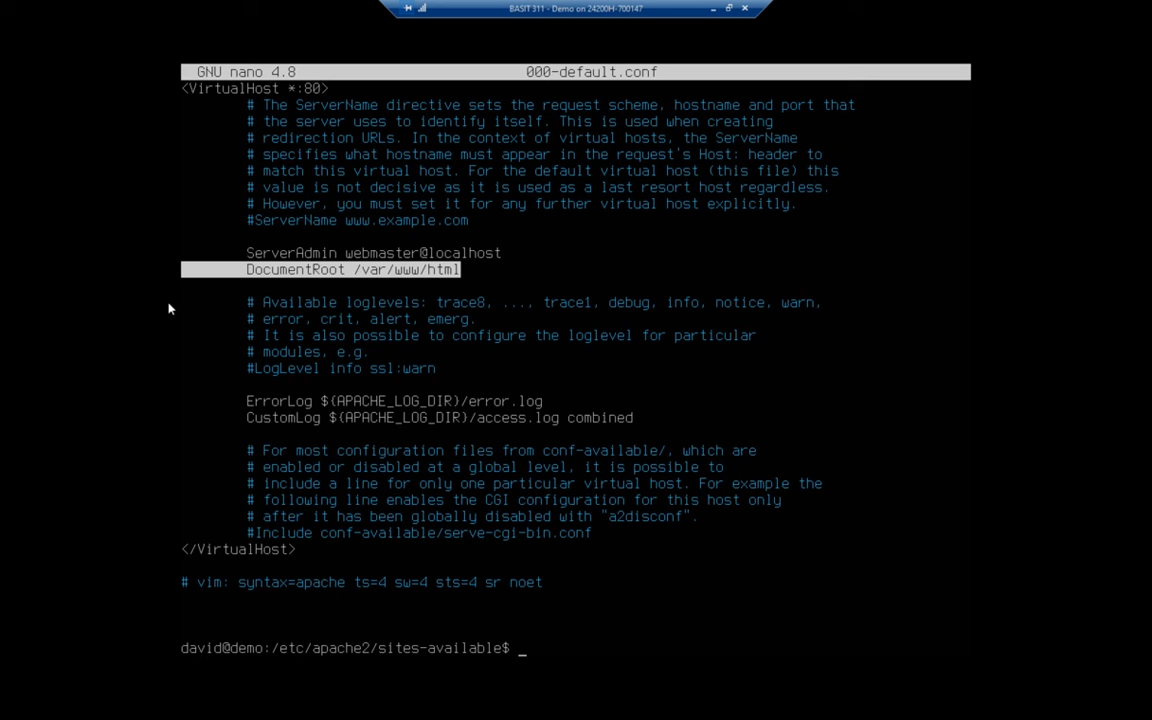 BASIT 311 - Demo on 24200H-700147
GNU nano 4.8 000-default.conf
<VirtualHost *:80>
# The ServerName directive sets the request scheme, hostname and port that
# the server uses to identify itself. This is used when creating
# redirection URLs. In the context of virtual hosts, the ServerName
# specifies what hostname must appear in the request's Host: header to
# match this virtual host. For the default virtual host (this file) this
# value is not decisive as it is used as a last resort host regardless.
# However, you must set it for any further virtual host explicitly.
#ServerName www.example.com
ServerAdmin webmaster@localhost
DocumentRoot /var/www/html
# Available loglevels: trace8, ..., trace1, debug, info, notice, warn,
# error, crit, alert, emerg.
# It is also possible to configure the loglevel for particular
# modules, e.g.
#LogLevel info ssl:warn
ErrorLog ${APACHE_LOG_DIR}/error.log
CustomLog ${APACHE_LOG_DIR}/access.log combined
# For most configuration files from conf-available/, which are
# enabled or disabled at a global level, it is possible to
# include a line for only one particular virtual host. For example the
# following line enables the CGI configuration for this host only
# after it has been globally disabled with "a2disconf".
#Include conf-available/serve-cgi-bin.conf
</VirtualHost>
# vim: syntax=apache ts=4 sw=4 sts=4 sr noet
david@demo:/etc/apache2/sites-available$ _